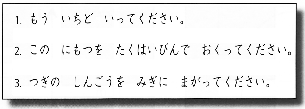 1. もう　いちど　いってください。
2. この　にもつを　たくはいびんで　おくってください。
3. つぎの　しんごうを　みぎに　まがってください。